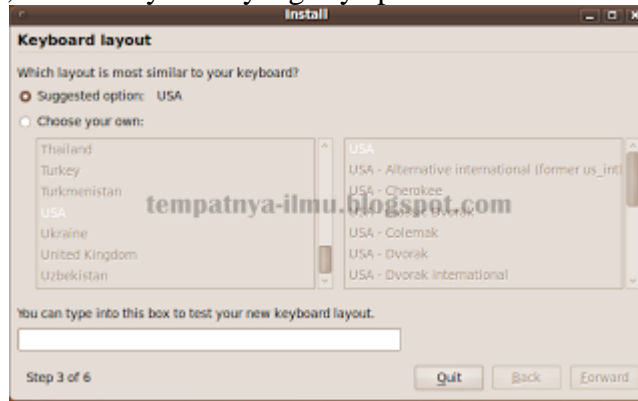 Install
Keyboard layout
Which layout is most similar to your keyboard?
Suggested option: USA
Choose your own:
Thailand
Turkey
Turkmenistan
USA
Ukraine
United Kingdom
Uzbekistan
USA
USA - Alternative international (former us_intl
USA - Cherokee
USA - Classic Dvorak
USA - Colemak
USA - Dvorak
USA - Dvorak international
tempatnya-ilmu.blogspot.com
You can type into this box to test your new keyboard layout.
Step 3 of 6
Quit
Back
Forward